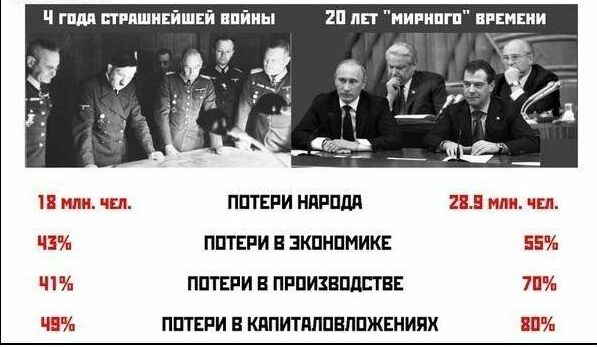 4 ГОДА СТРАШНЕЙШЕЙ ВОЙНЫ
20 ЛЕТ "МИРНОГО" ВРЕМЕНИ
18 МЛН. ЧЕЛ. ПОТЕРИ НАРОДА 28.9 МЛН. ЧЕЛ.
43% ПОТЕРИ В ЭКОНОМИКЕ 55%
41% ПОТЕРИ В ПРОИЗВОДСТВЕ 70%
49% ПОТЕРИ В КАПИТАЛОВЛОЖЕНИЯХ 80%